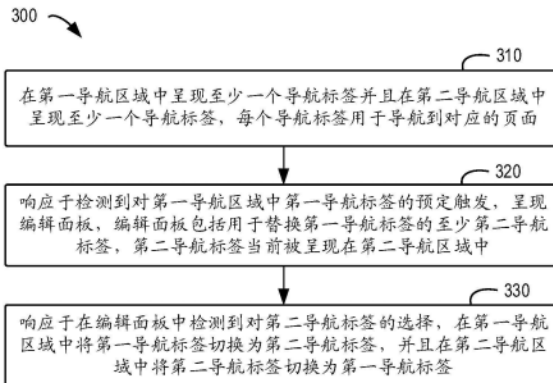 300
310
在第一导航区域中呈现至少一个导航标签并且在第二导航区域中
呈现至少一个导航标签，每个导航标签用于导航到对应的页面
320
响应于检测到对第一导航区域中第一导航标签的预定触发，呈现
编辑面板，编辑面板包括用于替换第一导航标签的至少第二导航
标签，第二导航标签当前被呈现在第二导航区域中
330
响应于在编辑面板中检测到对第二导航标签的选择，在第一导航
区域中将第一导航标签切换为第二导航标签，并且在第二导航区
域中将第二导航标签切换为第一导航标签